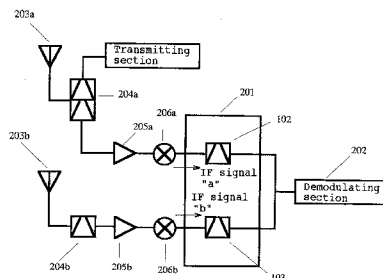 203a
Transmitting
section
204a
201
206a
205a
102
203b
202
IF signal
"a"
IF signal
"b"
Demodulating
section
204b
205b
206b
103